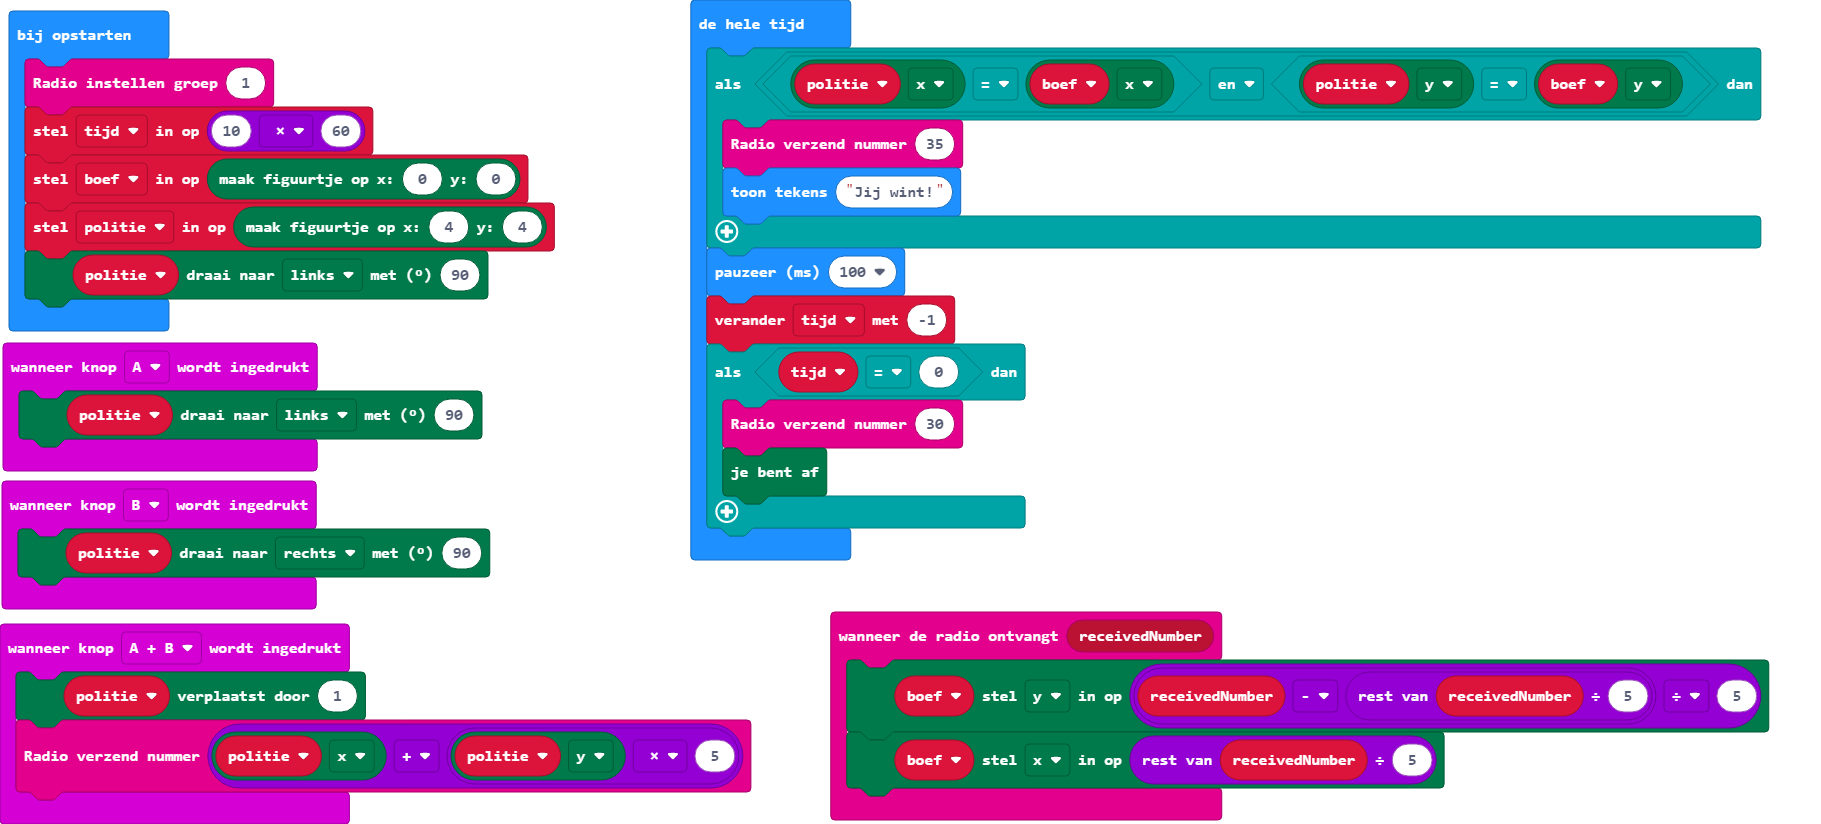 bij opstarten
Radio instellen groep 1
stel tijd in op 10 × 60
stel boef in op maak figuurtje op x: 0 y: 0
stel politie in op maak figuurtje op x: 4 y: 4
politie draai naar links met (º) 90
wanneer knop A wordt ingedrukt
politie draai naar links met (º) 90
wanneer knop B wordt ingedrukt
politie draai naar rechts met (º) 90
wanneer knop A + B wordt ingedrukt
politie verplaatst door 1
Radio verzend nummer politie x + politie y × 5
de hele tijd
als politie x = boef x en politie y = boef y dan
Radio verzend nummer 35
toon tekens "Jij wint!"
pauzeer (ms) 100
verander tijd met -1
als tijd = 0 dan
Radio verzend nummer 30
je bent af
wanneer de radio ontvangt receivedNumber
boef stel y in op receivedNumber - rest van receivedNumber ÷ 5 ÷ 5
boef stel x in op rest van receivedNumber ÷ 5